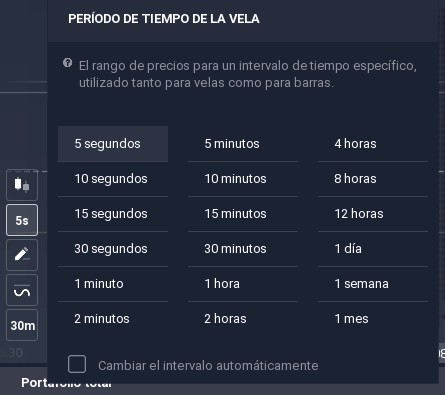 PERÍODO DE TIEMPO DE LA VELA
El rango de precios para un intervalo de tiempo específico,
utilizado tanto para velas como para barras.
5 segundos 5 minutos 4 horas
10 segundos 10 minutos 8 horas
15 segundos 15 minutos 12 horas
5s
30 segundos 30 minutos 1 día
1 minuto 1 hora 1 semana
2 minutos 2 horas 1 mes
30m
:30
Cambiar el intervalo automáticamente
Portafolio total